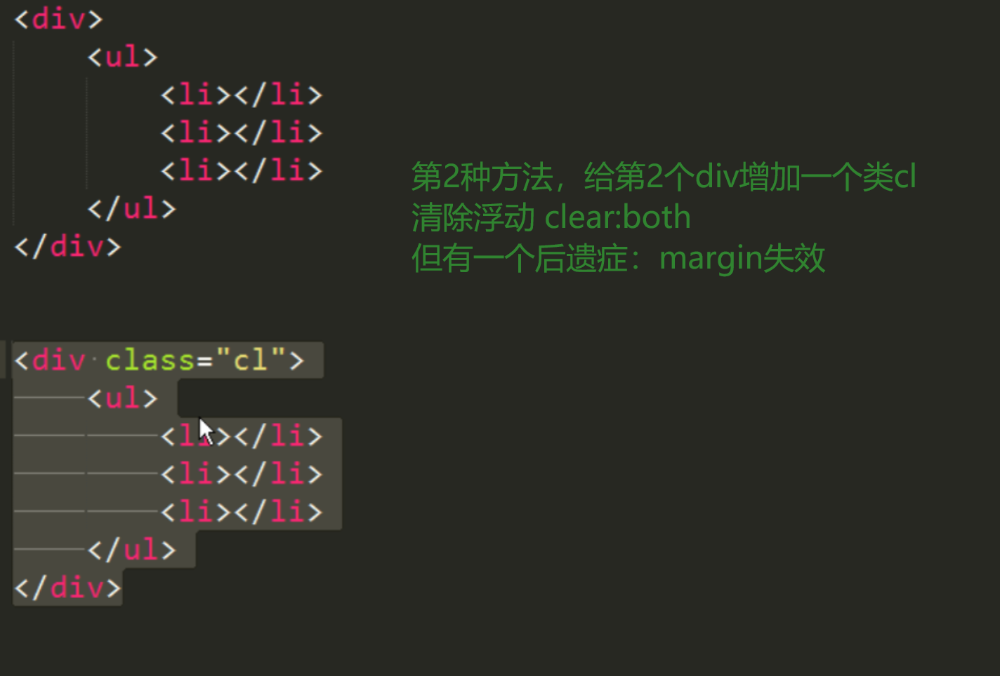 <div>
<ul>
<li></li>
<li></li>
<li></li>
</ul>
</div>
第2种方法，给第2个div增加一个类cl
清除浮动 clear:both
但有一个后遗症：margin失效
<div class="cl">
<ul>
<li></li>
<li></li>
<li></li>
</ul>
</div>